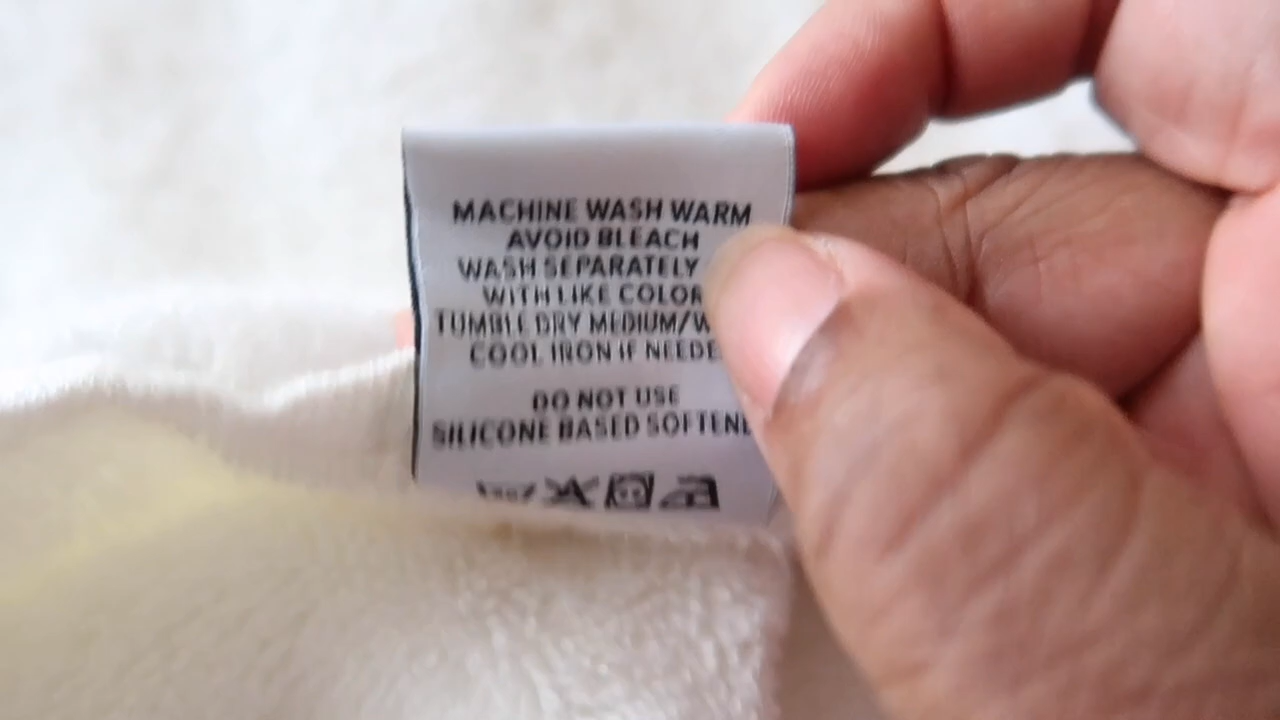 MACHINE WASH WARM
AVOID BLEACH
WASH SEPARATELY
WITH LIKE COLOR
TUMBLE DRY MEDIUM/W
COOL IRON IF NEEDE
DO NOT USE
SILICONE BASED SOFTENE